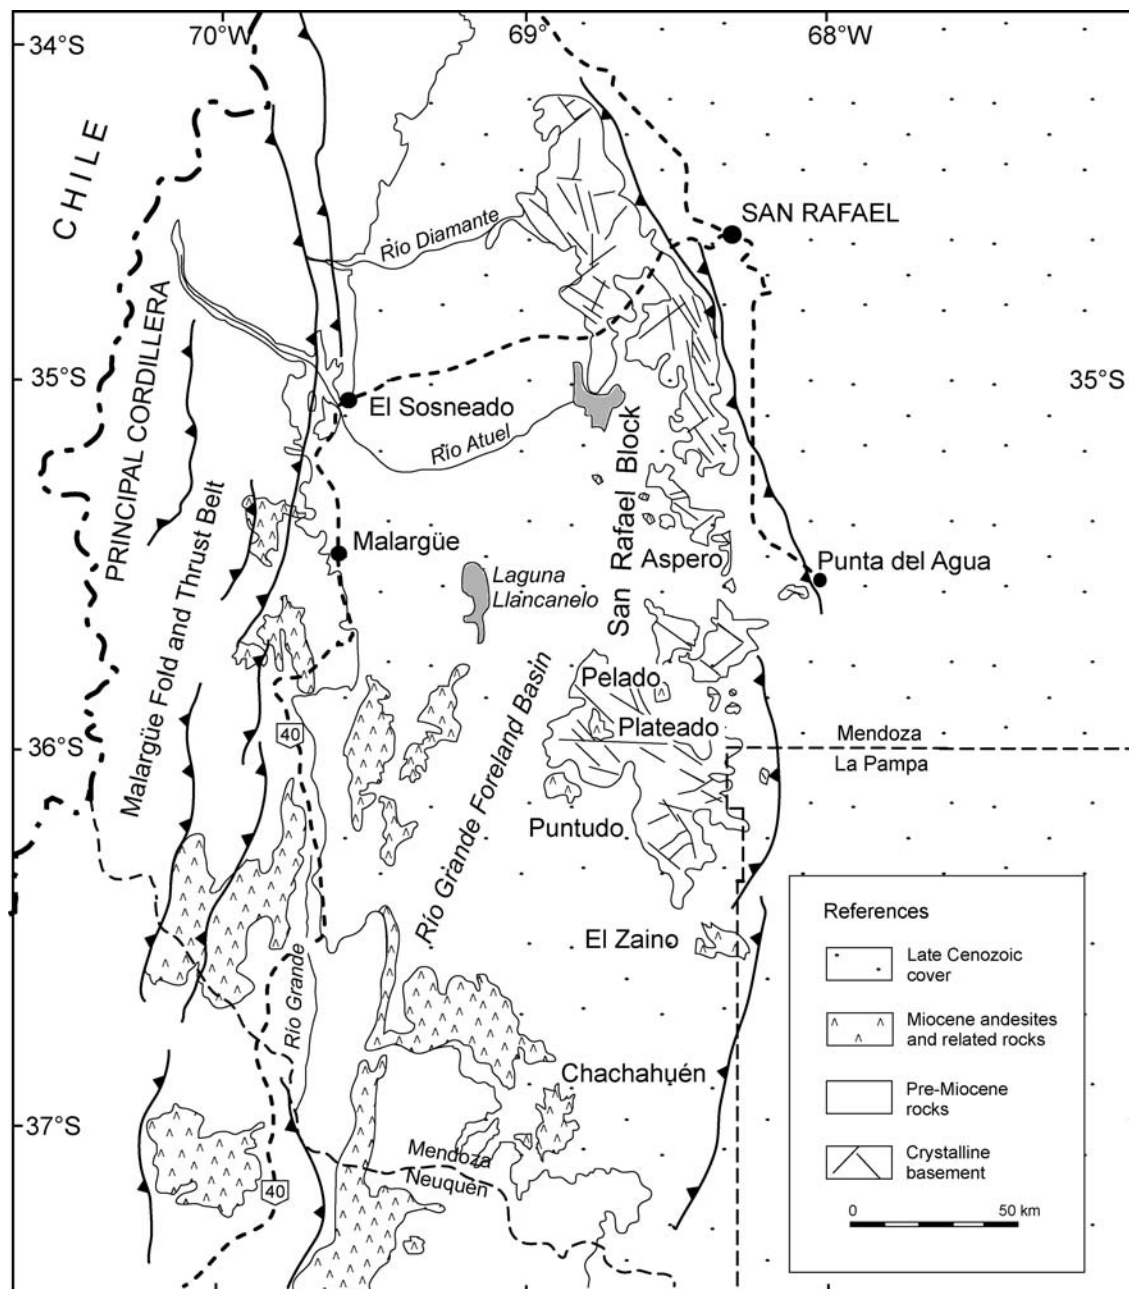 70°W
69°
68°W
34°S
CHILE
SAN RAFAEL
Río Diamante
PRINCIPAL CORDILLERA
35°S
35°S
El Sosneado
Río Atuel
San Rafael Block
Malargüe Fold and Thrust Belt
Malargüe
Aspero
Punta del Agua
Laguna
Llancanelo
Pelado
Plateado
Río Grande Foreland Basin
40
36°S
Mendoza
La Pampa
Puntudo
El Zaino
Río Grande
Chachahuén
37°S
Mendoza
Neuquén
40
References
Late Cenozoic
cover
Miocene andesites
and related rocks
Pre-Miocene
rocks
Crystalline
basement
0 50 km